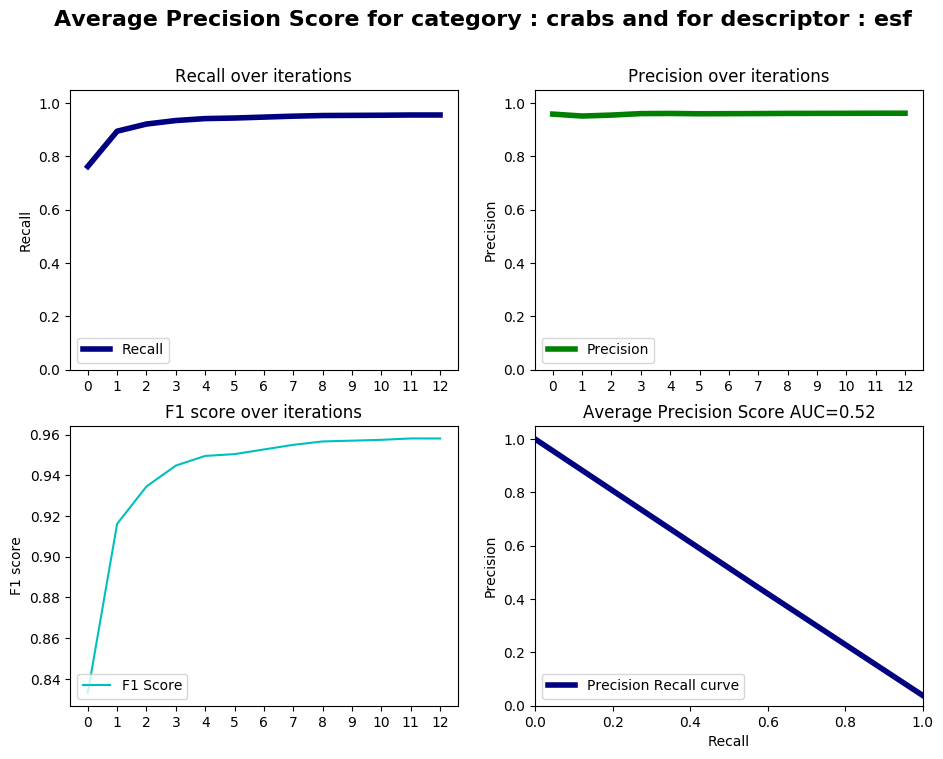 Average Precision Score for category : crabs and for descriptor : esf
Recall over iterations
Recall
1.0
0.8
0.6
0.4
0.2
0.0
Recall
0 1 2 3 4 5 6 7 8 9 10 11 12
Precision over iterations
Precision
1.0
0.8
0.6
0.4
0.2
0.0
Precision
0 1 2 3 4 5 6 7 8 9 10 11 12
F1 score over iterations
F1 score
0.96
0.94
0.92
0.90
0.88
0.86
0.84
F1 Score
0 1 2 3 4 5 6 7 8 9 10 11 12
Average Precision Score AUC=0.52
Precision
1.0
0.8
0.6
0.4
0.2
0.0
Precision Recall curve
0.0 0.2 0.4 0.6 0.8 1.0
Recall